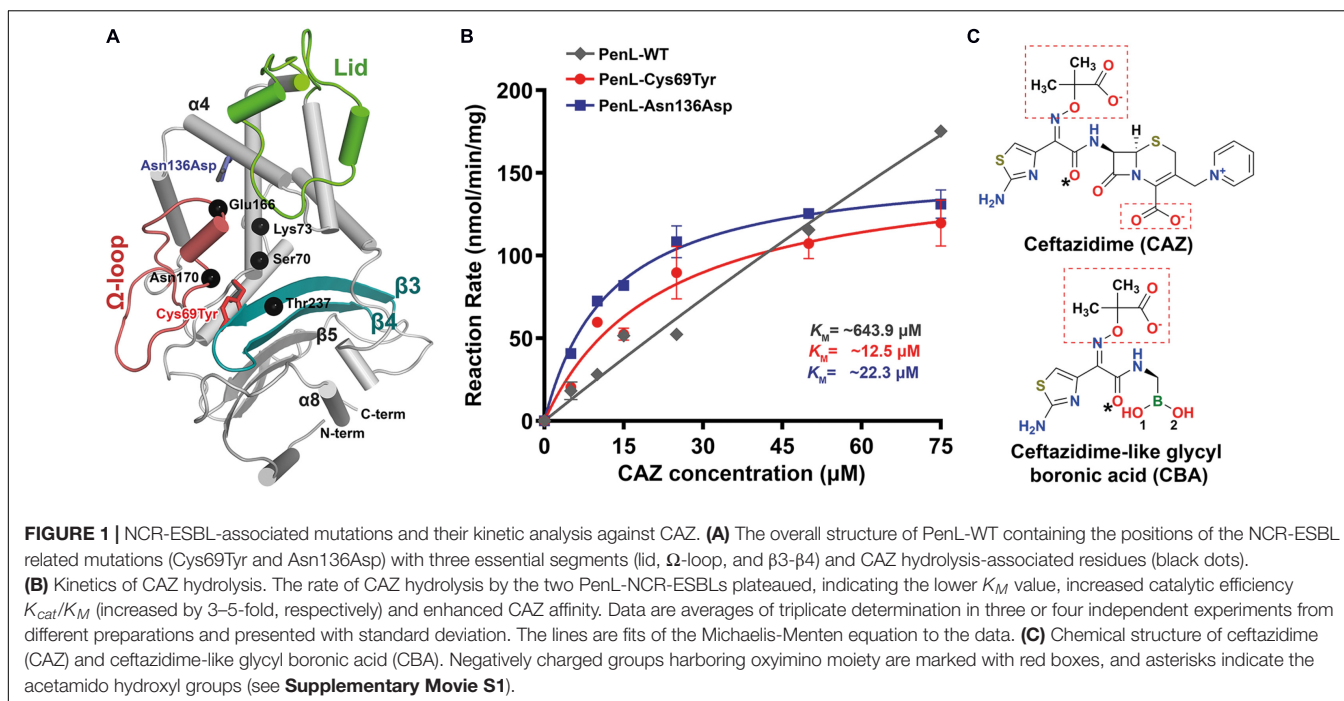 A
Lid
α4
Asn136Asp
Glu166
Lys73
Ser70
Asn170
Ω-loop
Cys69Tyr
Thr237
β3
β4
β5
α8
C-term
N-term
B
PenL-WT
PenL-Cys69Tyr
PenL-Asn136Asp
Reaction Rate (nmol/min/mg)
200
150
100
50
0
0 15 30 45 60 75
CAZ concentration (μM)
KM = ~643.9 μM
KM= ~12.5 μM
KM= ~22.3 μM
C
CH3
H3C
O
O-
O
N
H
N
H
S
S
N
H2N
O
*
O
N
N+
O
O-
Ceftazidime (CAZ)
CH3
H3C
O
O-
O
N
H
N
S
N
H2N
O
*
HO
B
OH
1
2
Ceftazidime-like glycyl
boronic acid (CBA)
FIGURE 1 | NCR-ESBL-associated mutations and their kinetic analysis against CAZ. (A) The overall structure of PenL-WT containing the positions of the NCR-ESBL
related mutations (Cys69Tyr and Asn136Asp) with three essential segments (lid, Ω-loop, and β3-β4) and CAZ hydrolysis-associated residues (black dots).
(B) Kinetics of CAZ hydrolysis. The rate of CAZ hydrolysis by the two PenL-NCR-ESBLs plateaued, indicating the lower KM value, increased catalytic efficiency
Kcat/KM (increased by 3–5-fold, respectively) and enhanced CAZ affinity. Data are averages of triplicate determination in three or four independent experiments from
different preparations and presented with standard deviation. The lines are fits of the Michaelis-Menten equation to the data. (C) Chemical structure of ceftazidime
(CAZ) and ceftazidime-like glycyl boronic acid (CBA). Negatively charged groups harboring oxyimino moiety are marked with red boxes, and asterisks indicate the
acetamido hydroxyl groups (see Supplementary Movie S1).